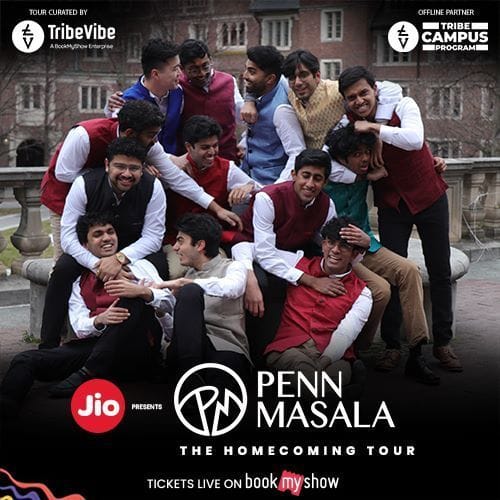 TOUR CURATED BY
TribeVibe
A BookMyShow Enterprise
OFFLINE PARTNER
TRIBE
CAMPUS
PROGRAM
Jio
PRESENTS
PM
PENN
MASALA
THE HOMECOMING TOUR
TICKETS LIVE ON book my show